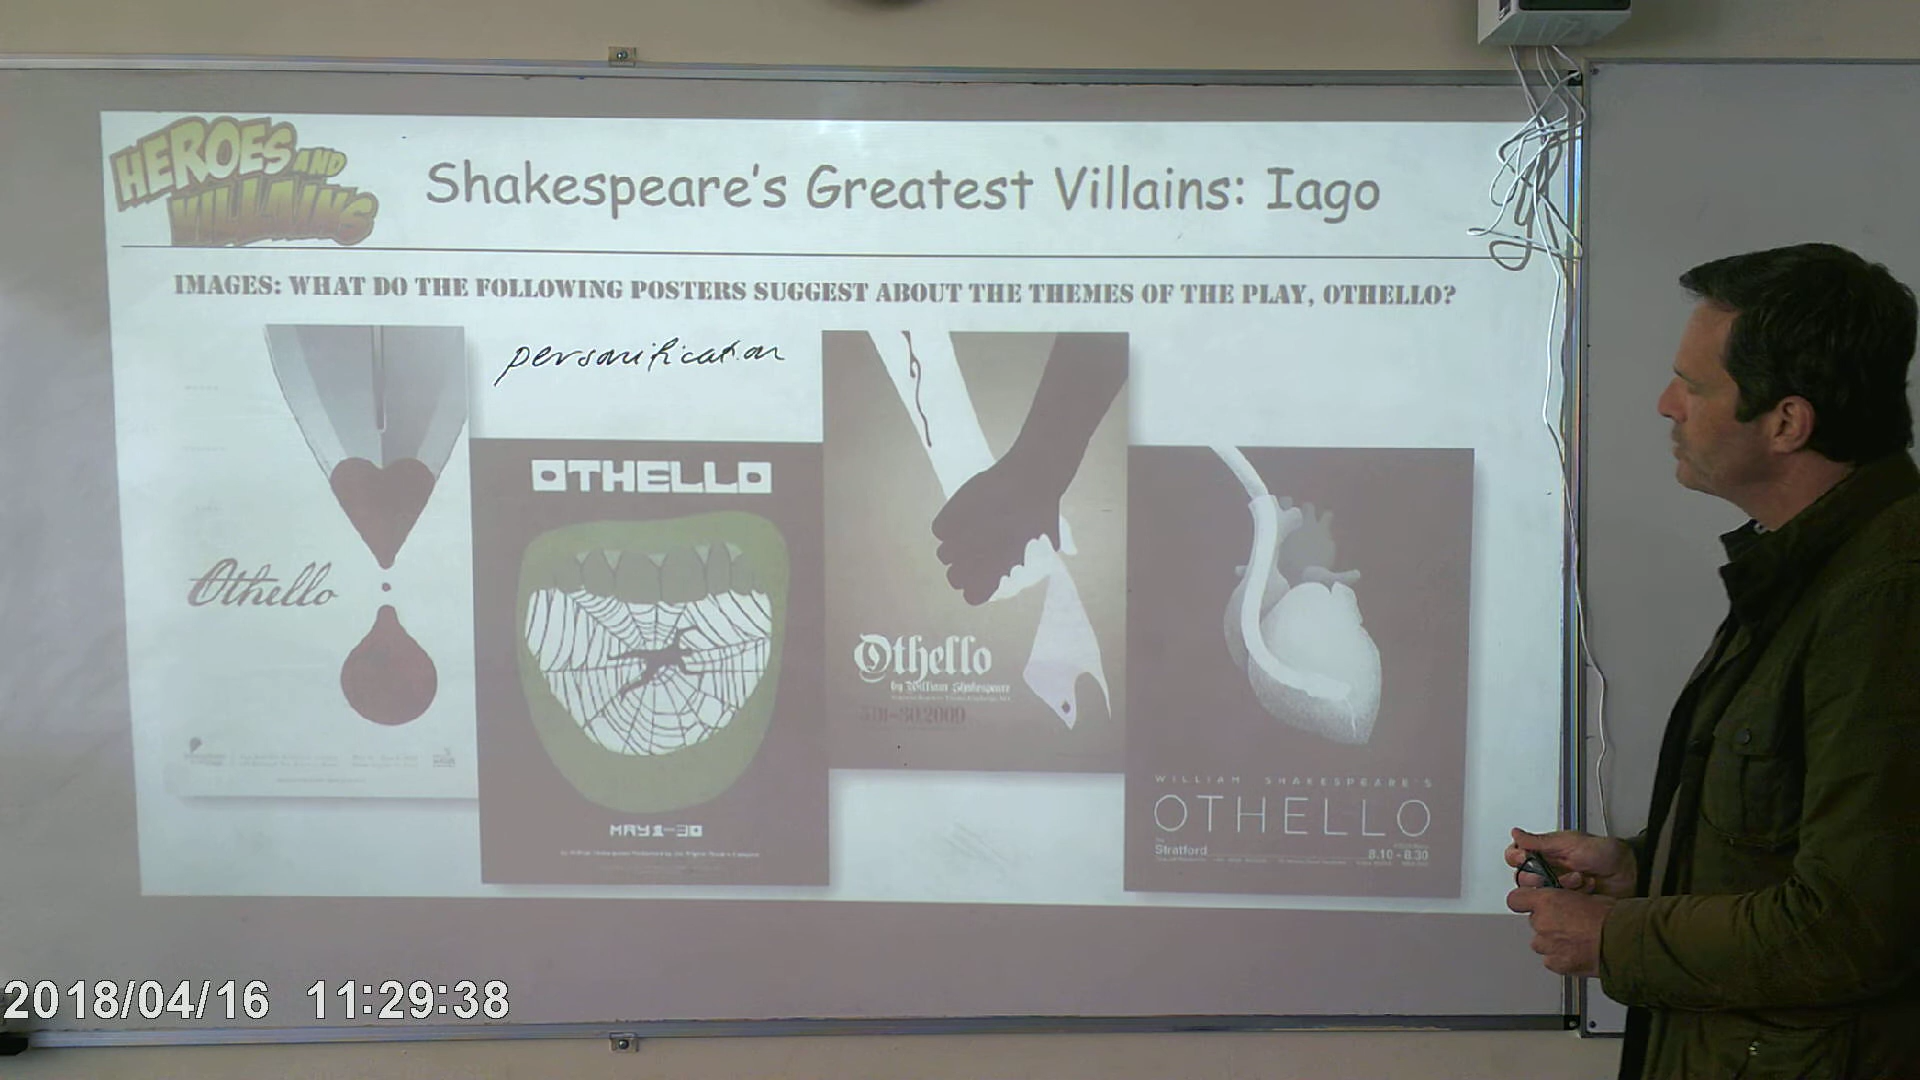 HEROES AND
VILLAINS
Shakespeare's Greatest Villains: Iago
IMAGES: WHAT DO THE FOLLOWING POSTERS SUGGEST ABOUT THE THEMES OF THE PLAY, OTHELLO?
personification
Othello
OTHELLO
MAY 1-30
Othello
by William Shakespeare
WILLIAM SHAKESPEARE'S
OTHELLO
Stratford
8.10 - 8.30
2018/04/16 11:29:38